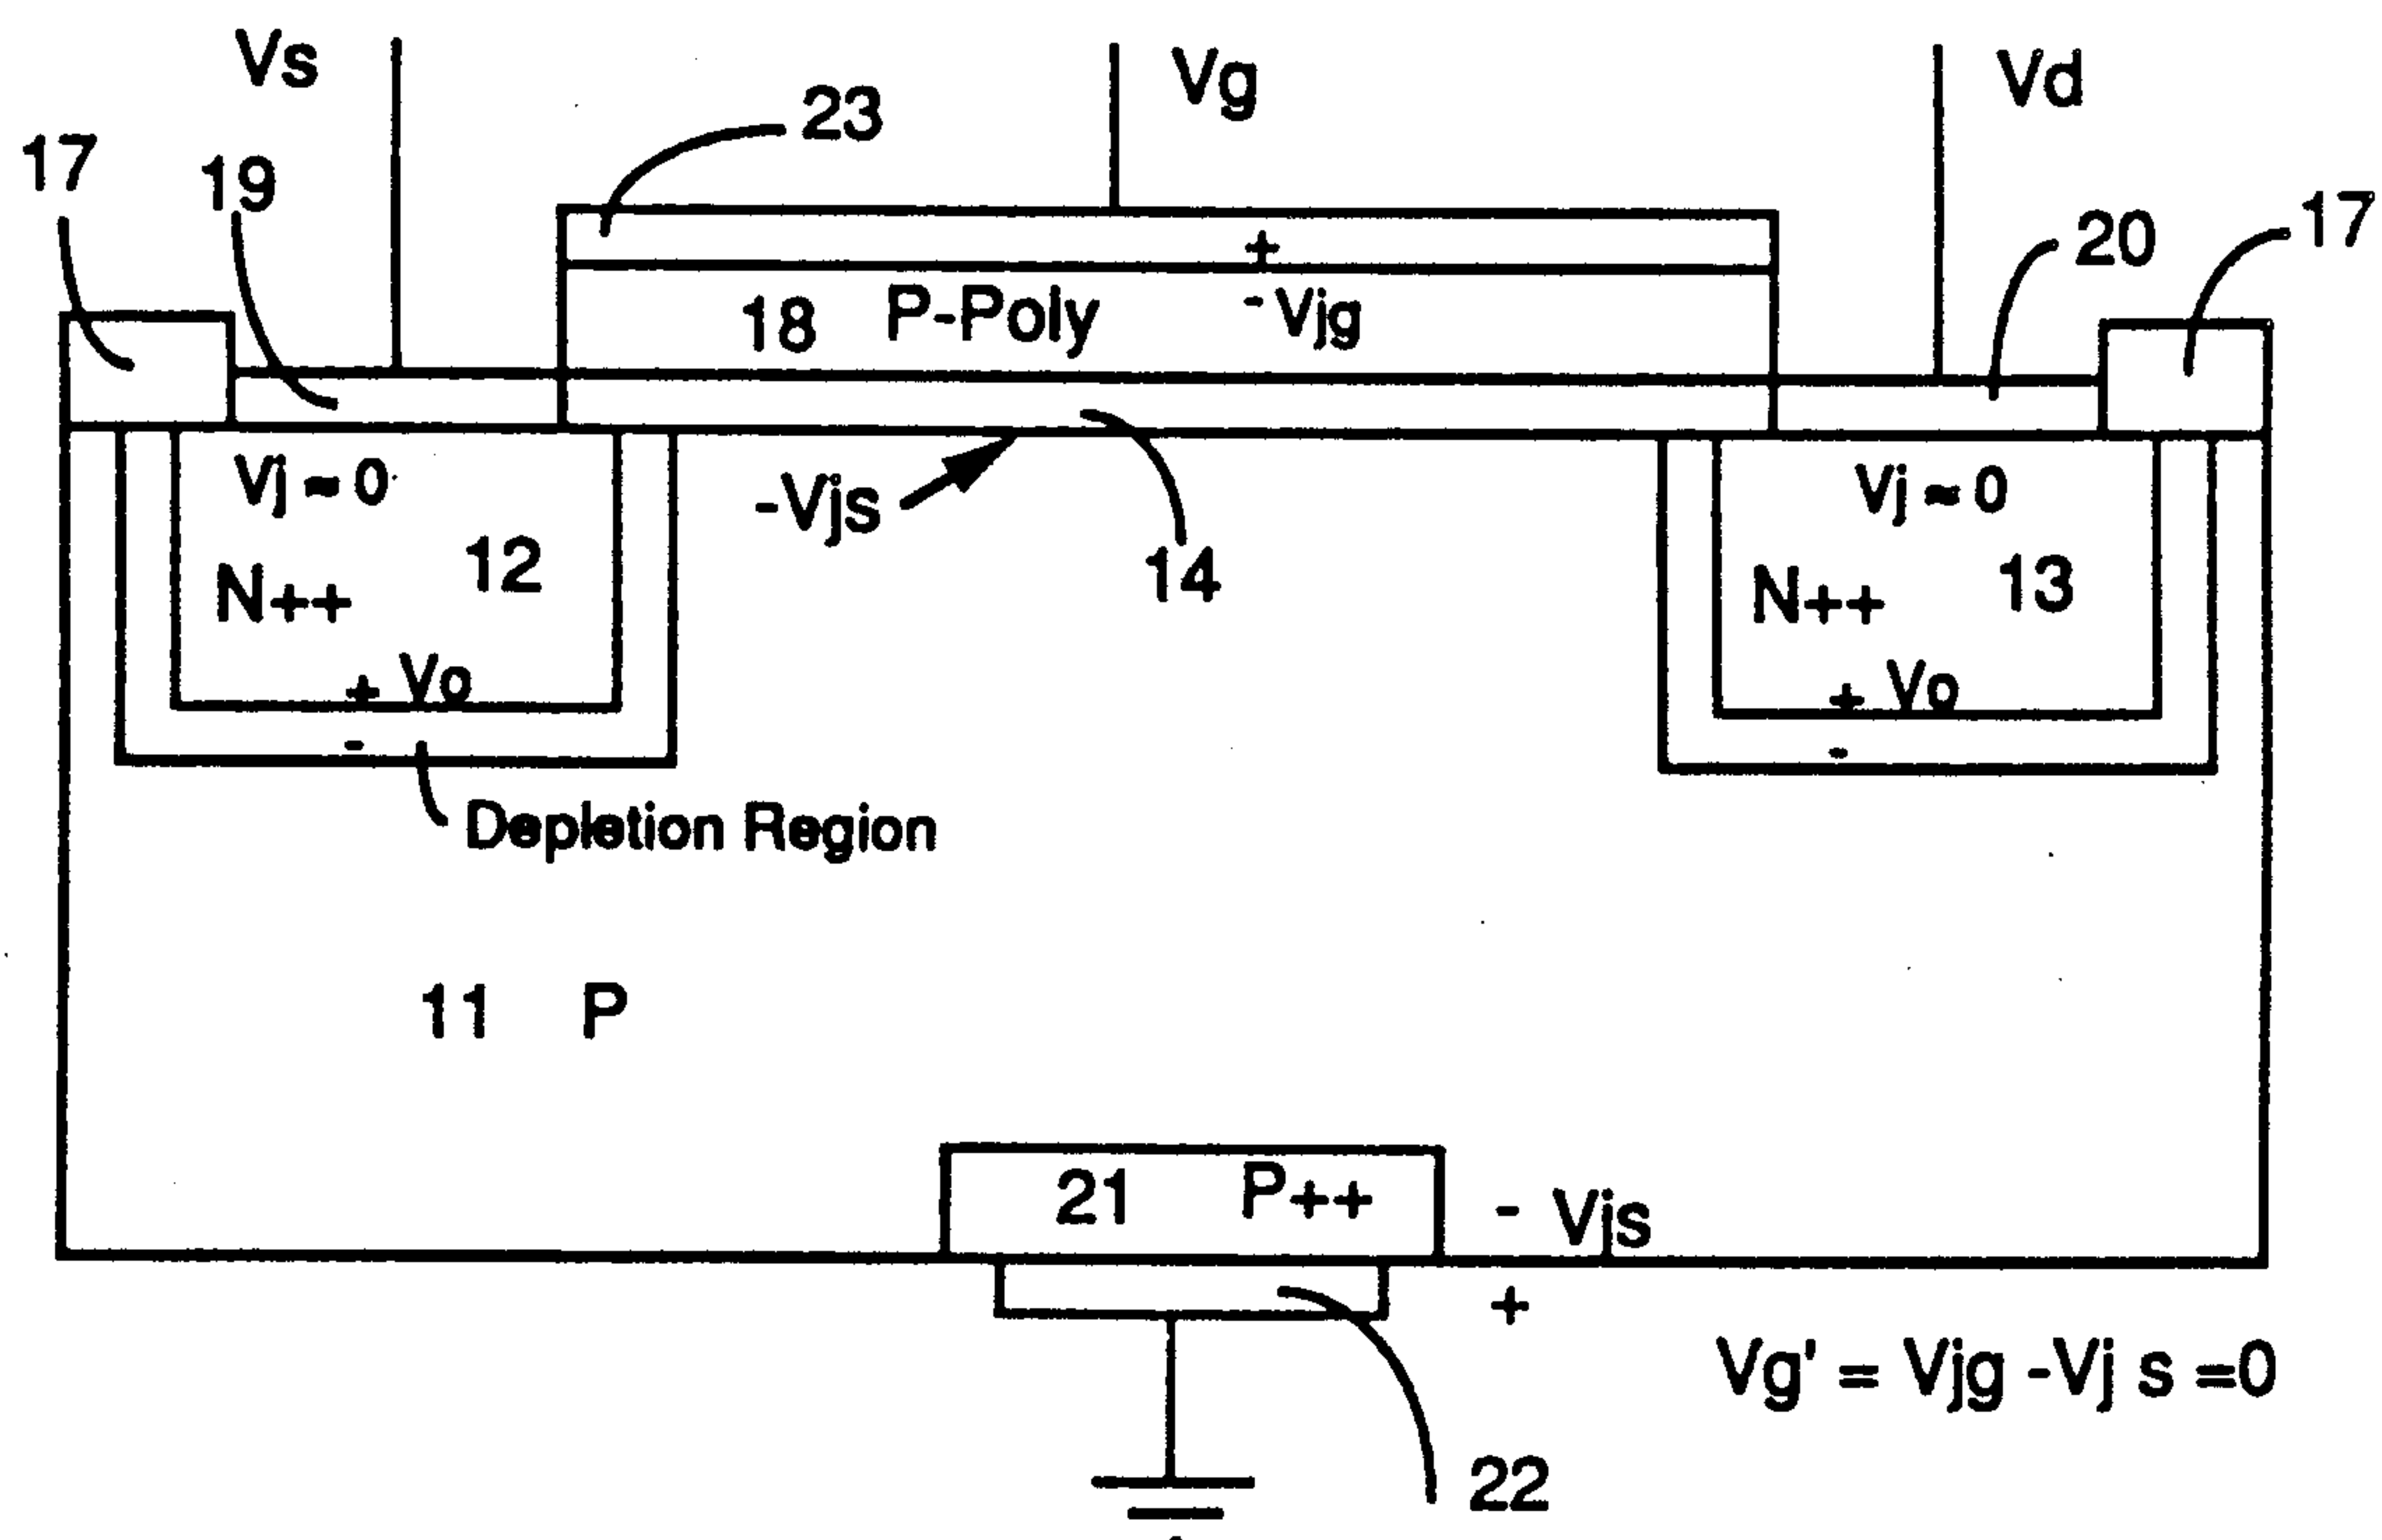 Vs
Vg
Vd
23
17
19
20
17
+
18 P-Poly - Vjg
Vj ≈ 0
-Vjs
Vj ≈ 0
12
14
13
N++
N++
+ Vo
+ Vo
-
-
Depletion Region
11 P
21 P++
- Vjs
+
Vg' = Vjg -Vj s =0
22